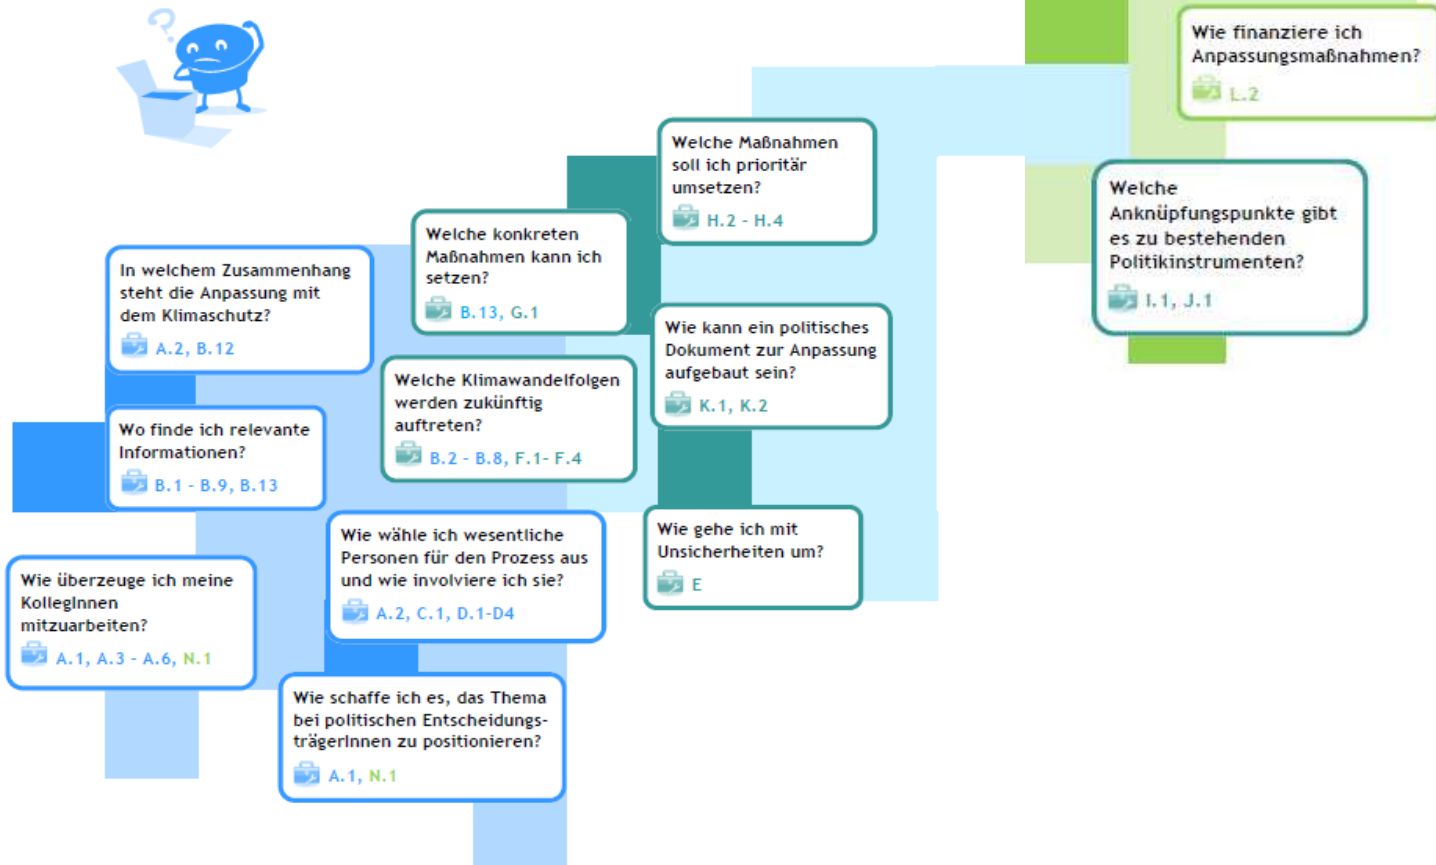 ?
Wie finanziere ich
Anpassungsmaßnahmen?
L.2
Welche Maßnahmen
soll ich prioritär
umsetzen?
H.2 - H.4
Welche
Anknüpfungspunkte gibt
es zu bestehenden
Politikinstrumenten?
I.1, J.1
Welche konkreten
Maßnahmen kann ich
setzen?
B.13, G.1
In welchem Zusammenhang
steht die Anpassung mit
dem Klimaschutz?
A.2, B.12
Wie kann ein politisches
Dokument zur Anpassung
aufgebaut sein?
K.1, K.2
Welche Klimawandelfolgen
werden zukünftig
auftreten?
B.2 - B.8, F.1- F.4
Wo finde ich relevante
Informationen?
B.1 - B.9, B.13
Wie wähle ich wesentliche
Personen für den Prozess aus
und wie involviere ich sie?
A.2, C.1, D.1-D4
Wie gehe ich mit
Unsicherheiten um?
E
Wie überzeuge ich meine
KollegInnen
mitzuarbeiten?
A.1, A.3 - A.6, N.1
Wie schaffe ich es, das Thema
bei politischen Entscheidungs-
trägerInnen zu positionieren?
A.1, N.1